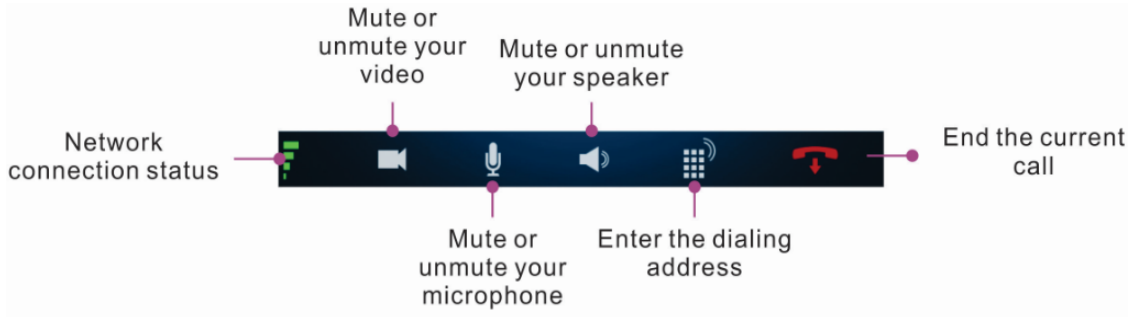 Mute or
unmute your
video
Mute or unmute
your speaker
Network
connection status
End the current
call
Mute or
unmute your
microphone
Enter the dialing
address